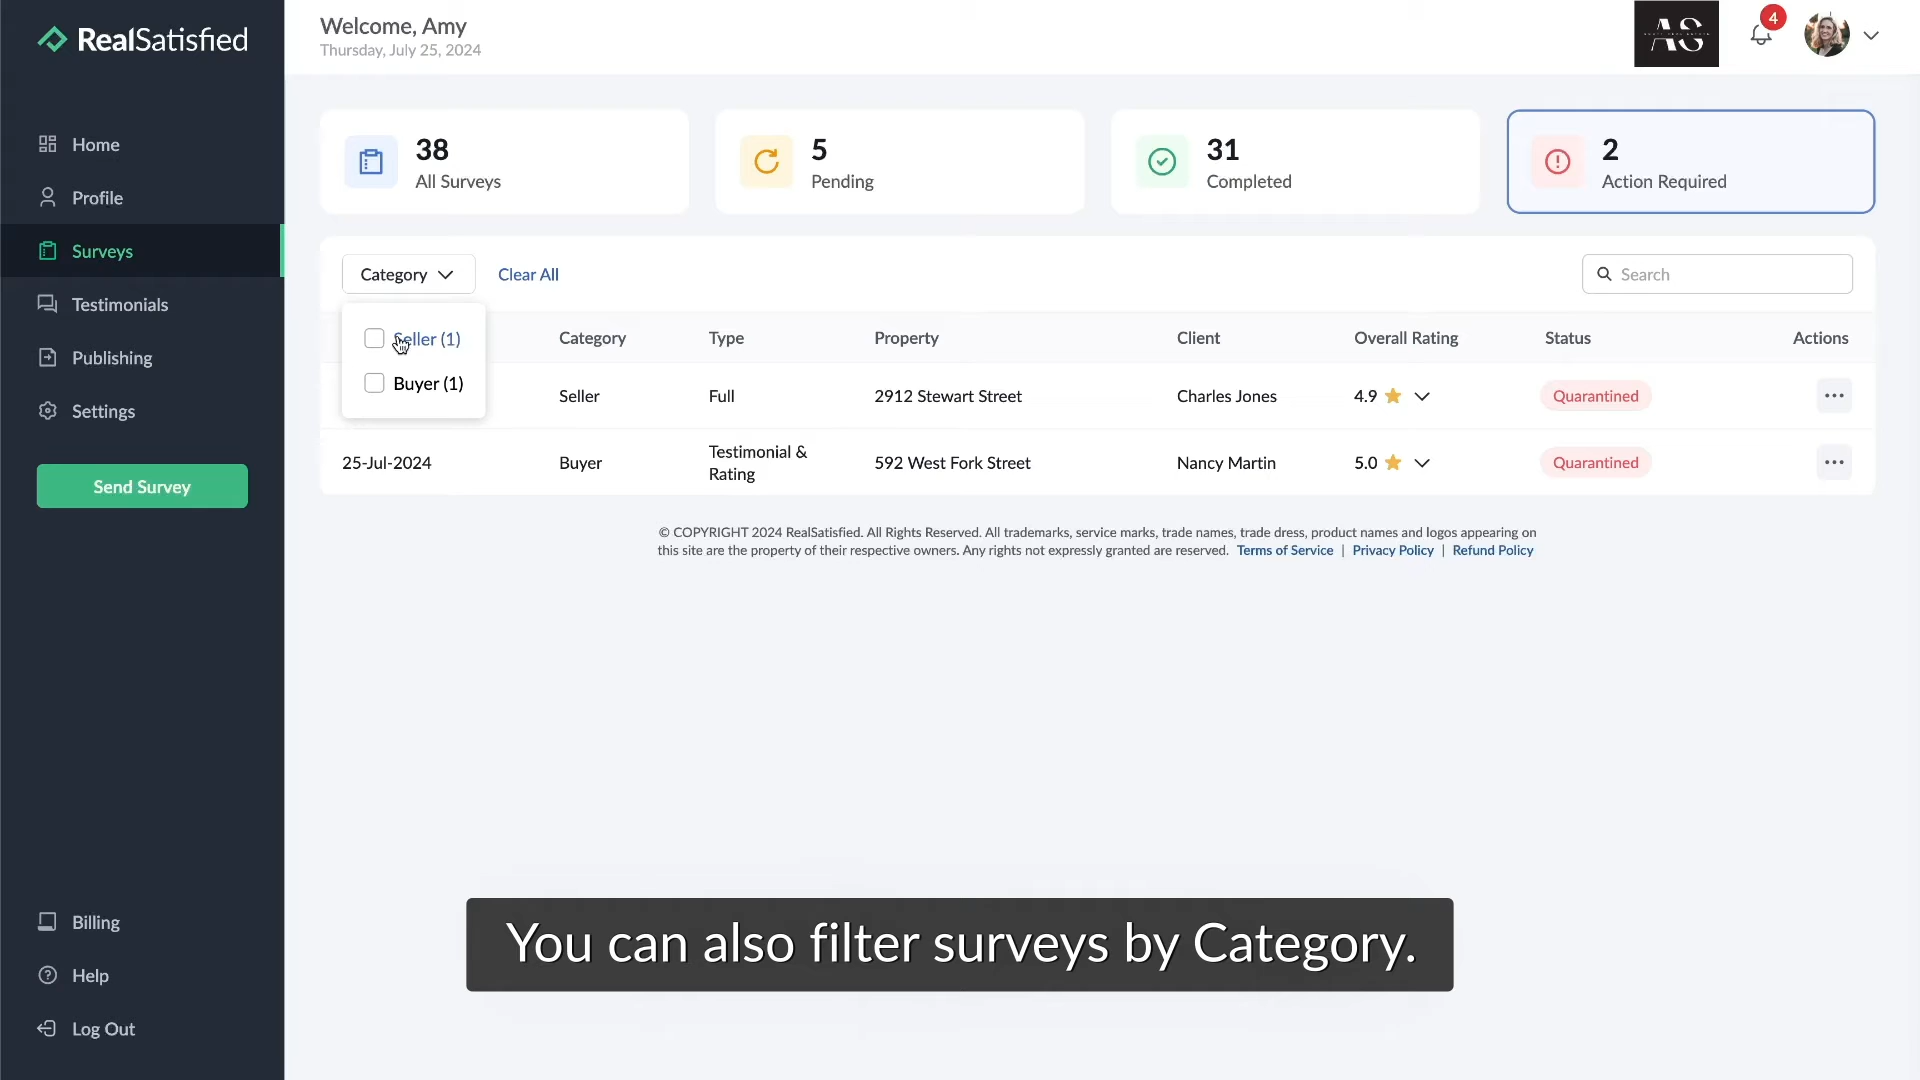 RealSatisfied
Welcome, Amy
Thursday, July 25, 2024
AS
4
Home
Profile
Surveys
Testimonials
Publishing
Settings
Send Survey
Billing
Help
Log Out
38
All Surveys
5
Pending
31
Completed
2
Action Required
Category
Clear All
Search
Seller (1)
Buyer (1)
Category Type Property Client Overall Rating Status Actions
Seller Full 2912 Stewart Street Charles Jones 4.9 Quarantined
25-Jul-2024 Buyer Testimonial & Rating 592 West Fork Street Nancy Martin 5.0 Quarantined
© COPYRIGHT 2024 RealSatisfied. All Rights Reserved. All trademarks, service marks, trade names, trade dress, product names and logos appearing on
this site are the property of their respective owners. Any rights not expressly granted are reserved. Terms of Service | Privacy Policy | Refund Policy
You can also filter surveys by Category.